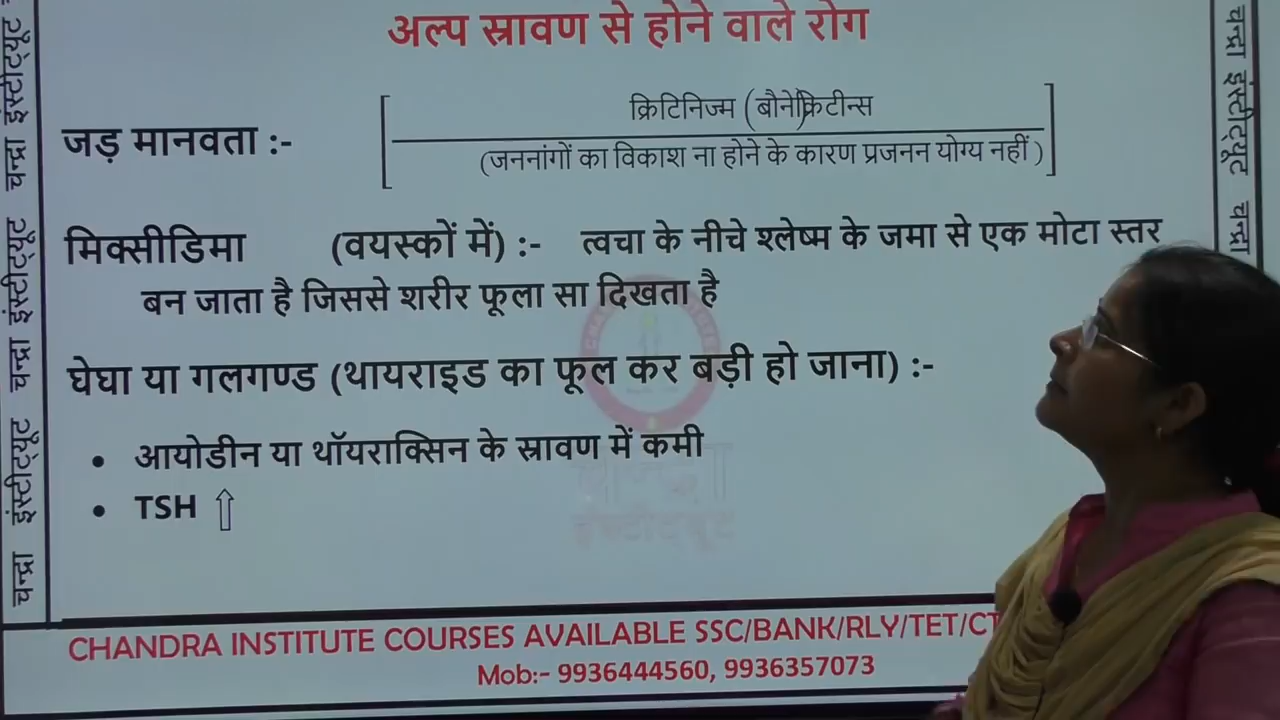 अल्प स्रावण से होने वाले रोग
जड़ मानवता :-
क्रिटिनिज्म (बौने)क्रिटीन्स
(जननांगों का विकाश ना होने के कारण प्रजनन योग्य नहीं )
मिक्सीडिमा (वयस्कों में) :- त्वचा के नीचे श्लेष्म के जमा से एक मोटा स्तर
बन जाता है जिससे शरीर फूला सा दिखता है
घेघा या गलगण्ड (थायराइड का फूल कर बड़ी हो जाना) :-
• आयोडीन या थॉयराक्सिन के स्रावण में कमी
• TSH ⇧
CHANDRA INSTITUTE COURSES AVAILABLE SSC/BANK/RLY/TET/CT
Mob:- 9936444560, 9936357073
चन्द्रा इंस्टीट्यूट चन्द्रा इंस्टीट्यूट चन्द्रा इंस्टीट्यूट
चन्द्रा इंस्टीट्यूट चन्द्रा